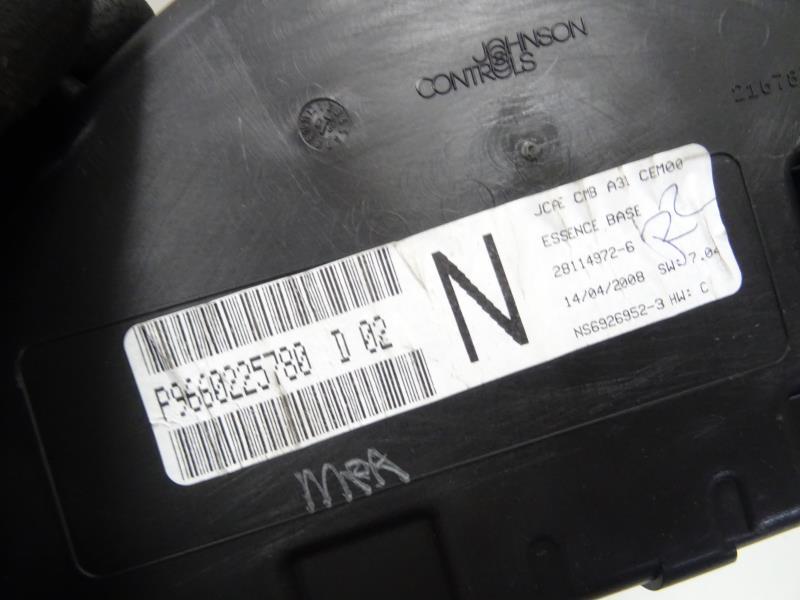 JOHNSON
CONTROLS
JCAE CMB A31 CEM00
ESSENCE BASE
28114972-6
14/04/2008 SW:7.04
NS6926952-3 HW: C
N
P9660225780 D 02
MRA